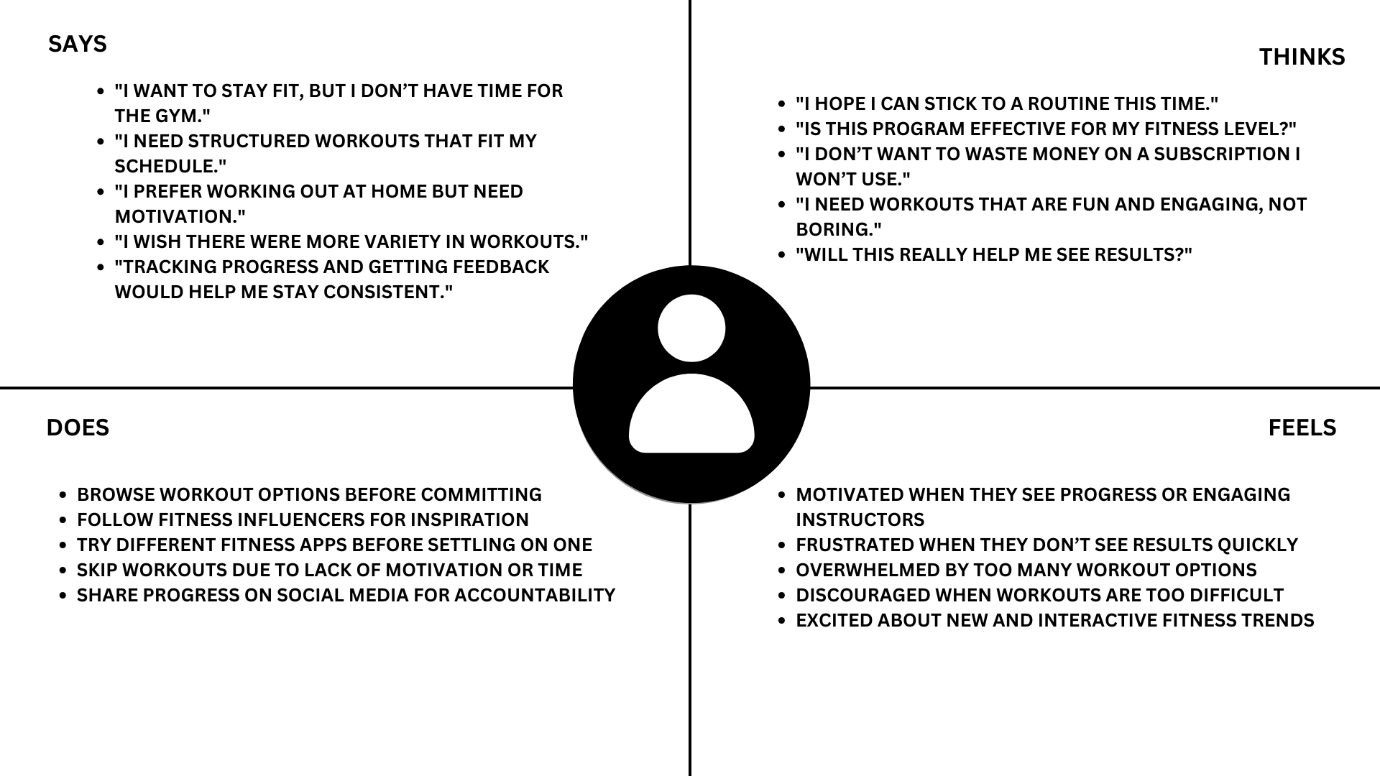 SAYS
• "I WANT TO STAY FIT, BUT I DON’T HAVE TIME FOR
THE GYM."
• "I NEED STRUCTURED WORKOUTS THAT FIT MY
SCHEDULE."
• "I PREFER WORKING OUT AT HOME BUT NEED
MOTIVATION."
• "I WISH THERE WERE MORE VARIETY IN WORKOUTS."
• "TRACKING PROGRESS AND GETTING FEEDBACK
WOULD HELP ME STAY CONSISTENT."
THINKS
• "I HOPE I CAN STICK TO A ROUTINE THIS TIME."
• "IS THIS PROGRAM EFFECTIVE FOR MY FITNESS LEVEL?"
• "I DON’T WANT TO WASTE MONEY ON A SUBSCRIPTION I
WON’T USE."
• "I NEED WORKOUTS THAT ARE FUN AND ENGAGING, NOT
BORING."
• "WILL THIS REALLY HELP ME SEE RESULTS?"
DOES
• BROWSE WORKOUT OPTIONS BEFORE COMMITTING
• FOLLOW FITNESS INFLUENCERS FOR INSPIRATION
• TRY DIFFERENT FITNESS APPS BEFORE SETTLING ON ONE
• SKIP WORKOUTS DUE TO LACK OF MOTIVATION OR TIME
• SHARE PROGRESS ON SOCIAL MEDIA FOR ACCOUNTABILITY
FEELS
• MOTIVATED WHEN THEY SEE PROGRESS OR ENGAGING
INSTRUCTORS
• FRUSTRATED WHEN THEY DON’T SEE RESULTS QUICKLY
• OVERWHELMED BY TOO MANY WORKOUT OPTIONS
• DISCOURAGED WHEN WORKOUTS ARE TOO DIFFICULT
• EXCITED ABOUT NEW AND INTERACTIVE FITNESS TRENDS